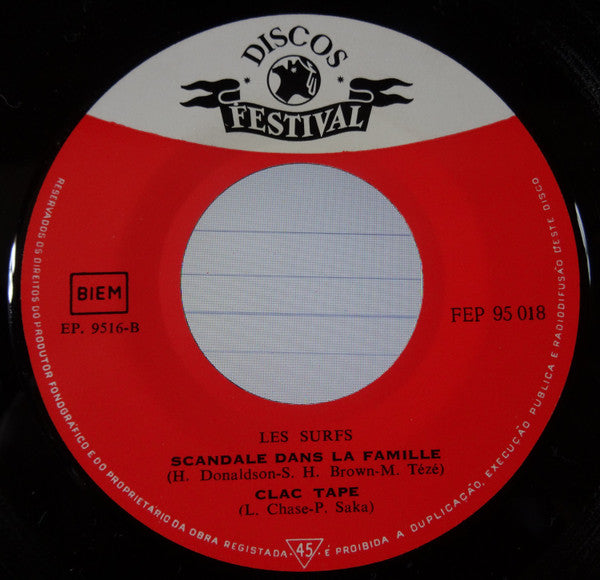 DISCOS
FESTIVAL
BIEM
EP. 9516-B
FEP 95 018
LES SURFS
SCANDALE DANS LA FAMILLE
(H. Donaldson-S. H. Brown-M. Tézé)
CLAC TAPE
(L. Chase-P. Saka)
RESERVADOS OS DIREITOS DO PRODUTOR FONOGRÁFICO E DO PROPRIETÁRIO DA OBRA REGISTADA. 45 É PROIBIDA A DUPLICAÇÃO, EXECUÇÃO PUBLICA E RADIODIFUSÃO DESTE DISCO